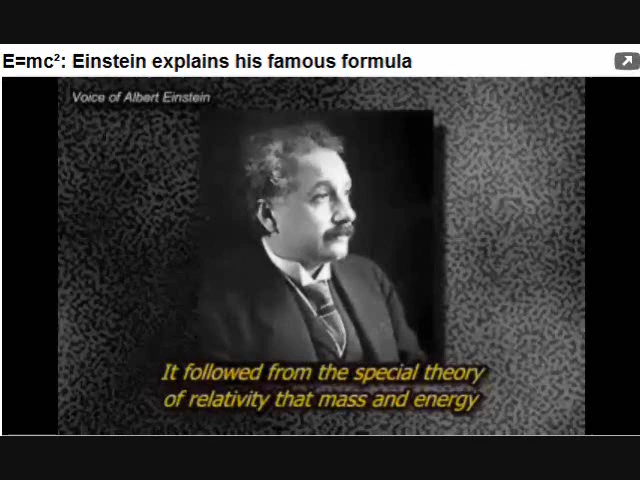 E=mc²: Einstein explains his famous formula
Voice of Albert Einstein
It followed from the special theory
of relativity that mass and energy